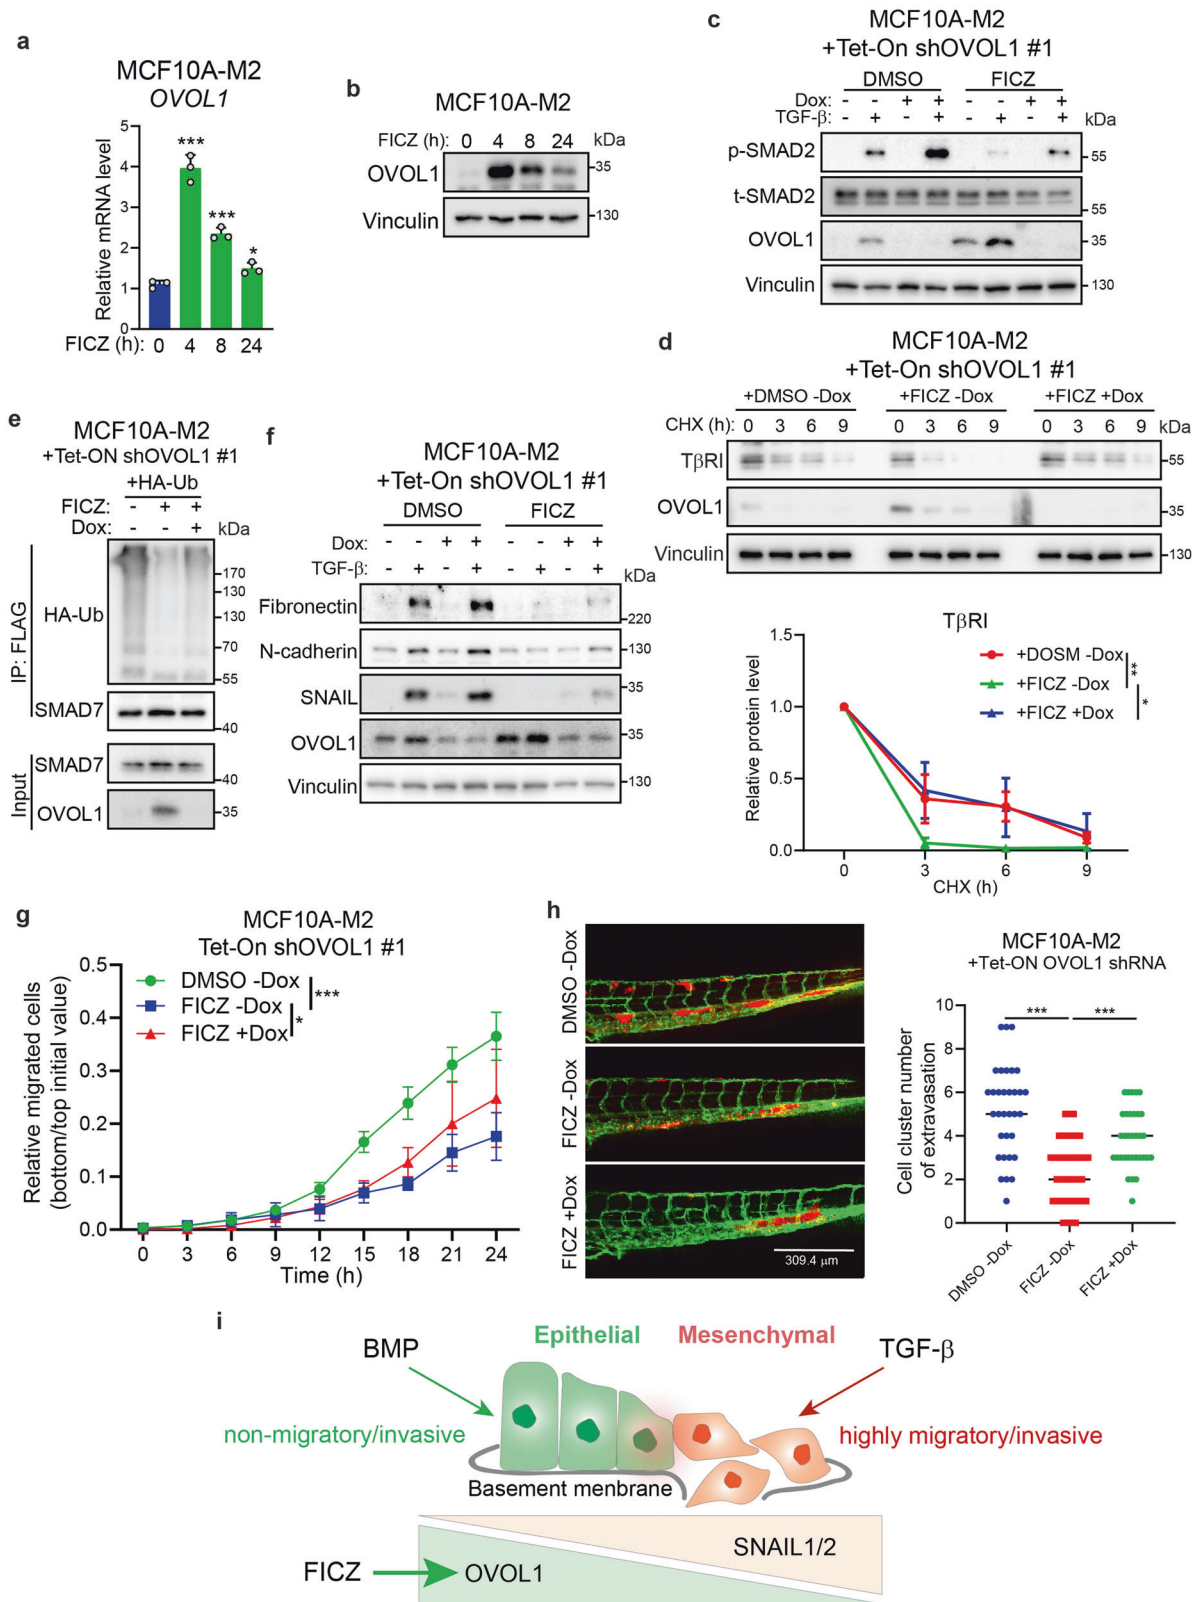 a
MCF10A-M2
OVOL1
Relative mRNA level
5
4
3
2
1
0
***
***
*
FICZ (h): 0 4 8 24
b
MCF10A-M2
FICZ (h): 0 4 8 24 kDa
OVOL1
35
Vinculin
130
c
MCF10A-M2
+Tet-On shOVOL1 #1
DMSO FICZ
Dox: - - + + - - + +
TGF-β: - + - + - + - + kDa
p-SMAD2
55
t-SMAD2
55
OVOL1
35
Vinculin
130
d
MCF10A-M2
+Tet-On shOVOL1 #1
+DMSO -Dox +FICZ -Dox +FICZ +Dox
CHX (h): 0 3 6 9 0 3 6 9 0 3 6 9 kDa
TβRI
55
OVOL1
35
Vinculin
130
TβRI
Relative protein level
1.5
1.0
0.5
0.0
+DOSM -Dox
+FICZ -Dox
+FICZ +Dox
**
*
0 3 6 9
CHX (h)
e
MCF10A-M2
+Tet-ON shOVOL1 #1
+HA-Ub
FICZ: - + +
Dox: - - + kDa
IP: FLAG
HA-Ub
170
130
130
70
55
SMAD7
40
Input
SMAD7
40
OVOL1
35
f
MCF10A-M2
+Tet-On shOVOL1 #1
DMSO FICZ
Dox: - - + + - - + +
TGF-β: - + - + - + - + kDa
Fibronectin
220
N-cadherin
130
SNAIL
35
OVOL1
35
Vinculin
130
g
MCF10A-M2
Tet-On shOVOL1 #1
Relative migrated cells
(bottom/top initial value)
0.5
0.4
0.3
0.2
0.1
0.0
DMSO -Dox
FICZ -Dox
FICZ +Dox
***
*
0 3 6 9 12 15 18 21 24
Time (h)
h
DMSO -Dox
FICZ -Dox
FICZ +Dox
309.4 µm
MCF10A-M2
+Tet-ON OVOL1 shRNA
Cell cluster number
of extravasation
10
8
6
4
2
0
*** ***
DMSO -Dox
FICZ -Dox
FICZ +Dox
i
Epithelial Mesenchymal
BMP TGF-β
non-migratory/invasive highly migratory/invasive
Basement menbrane
SNAIL1/2
FICZ OVOL1